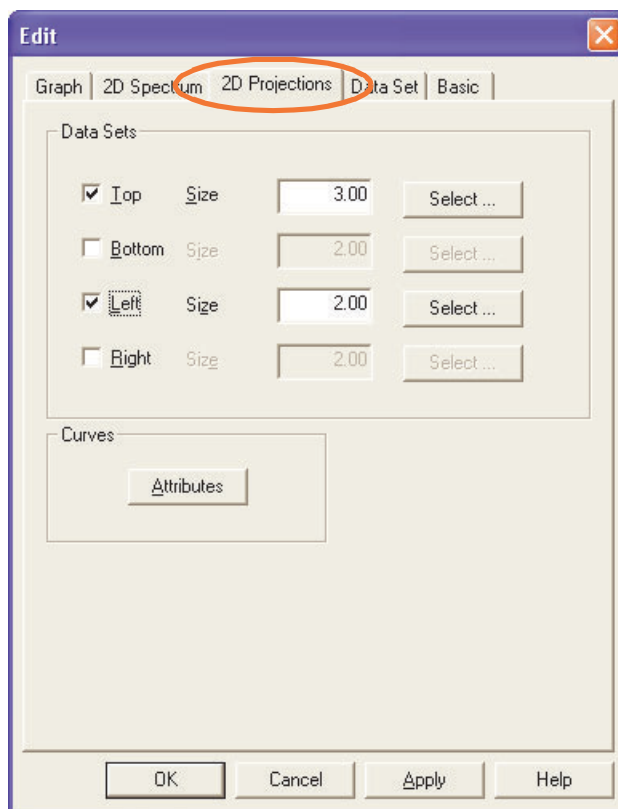 Edit
Graph 2D Spectrum 2D Projections Data Set Basic
Data Sets
Top Size 3.00 Select ...
Bottom Size 2.00 Select ...
Left Size 2.00 Select ...
Right Size 2.00 Select ...
Curves
Attributes
OK Cancel Apply Help